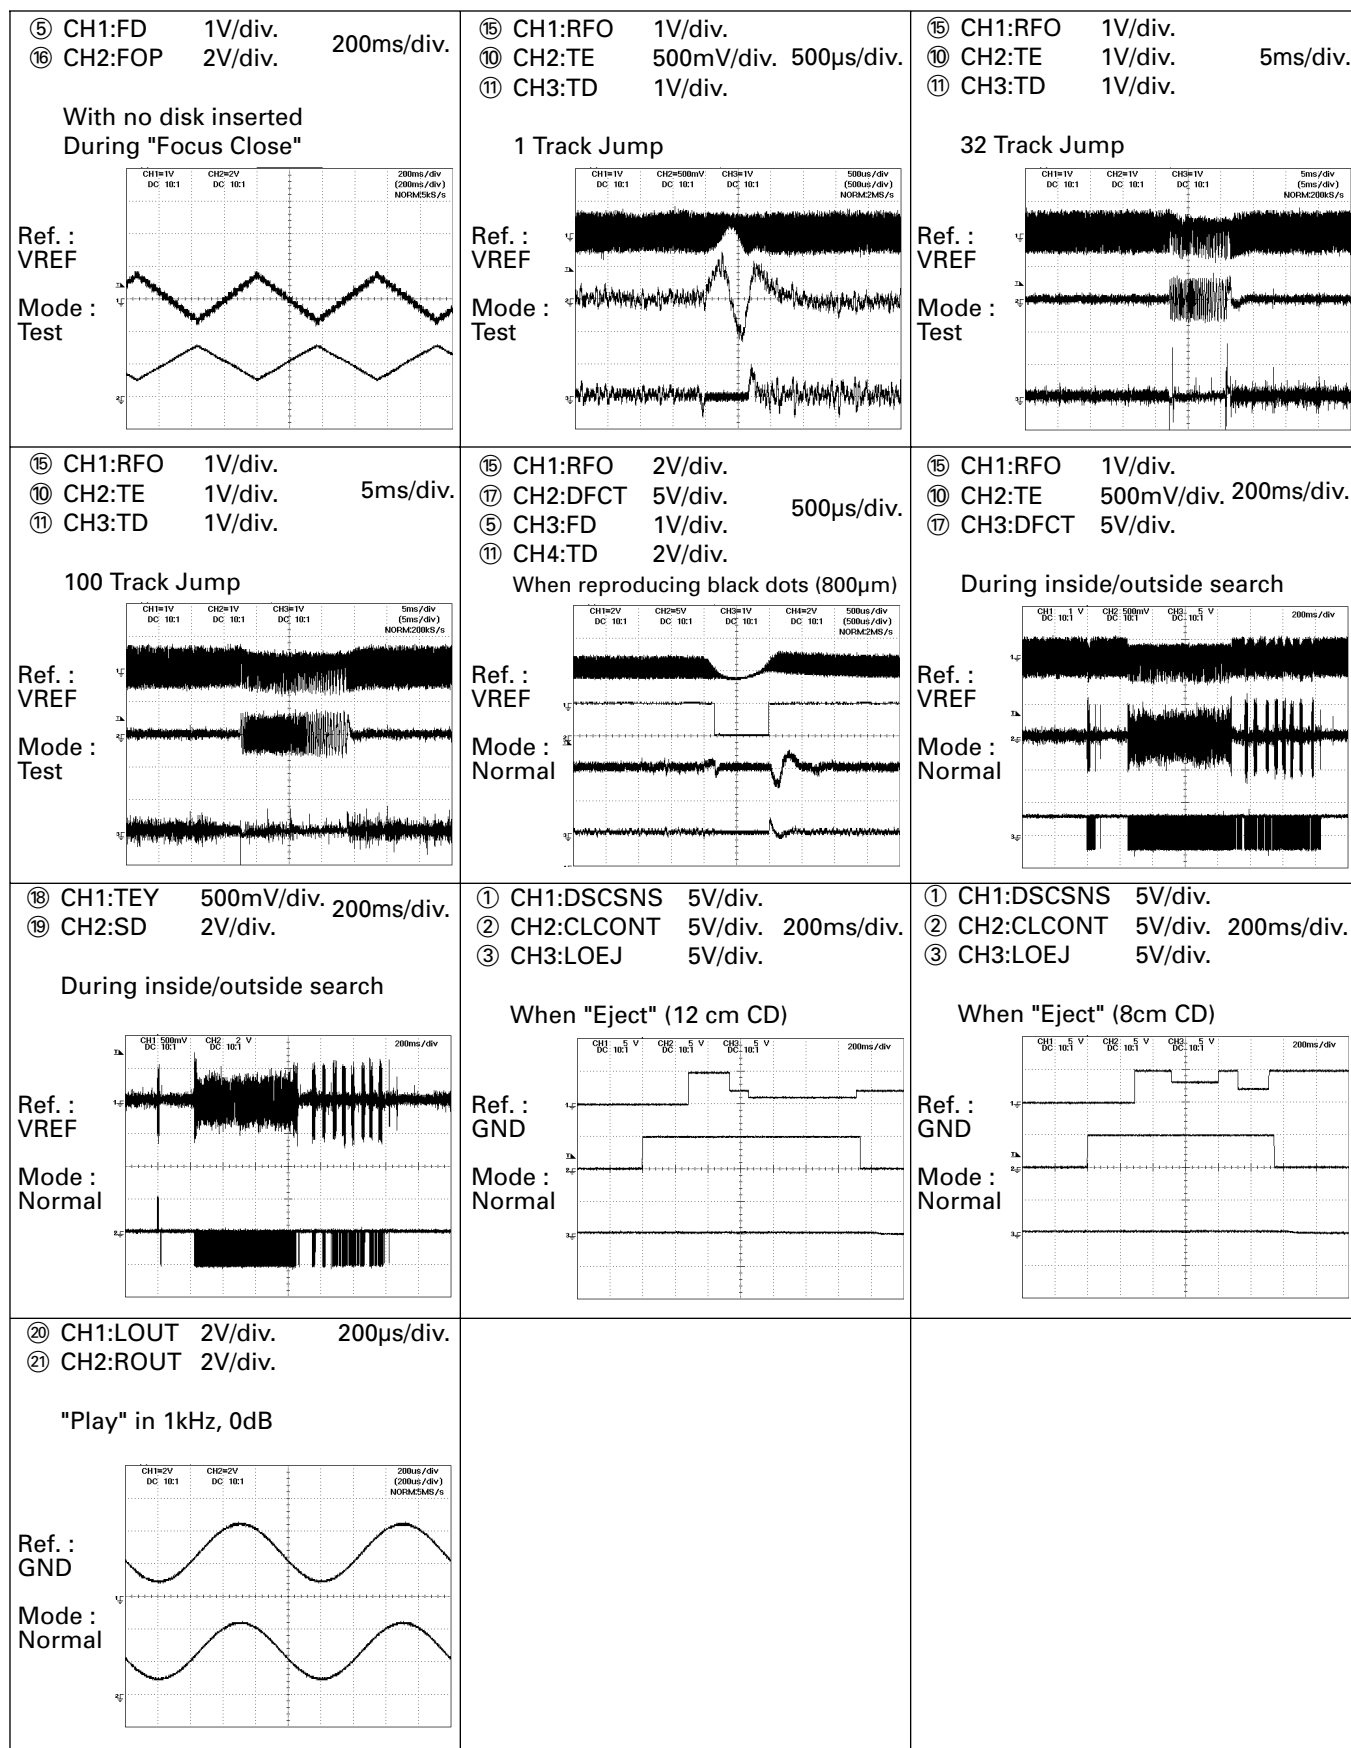 ⑤ CH1:FD 1V/div. 200ms/div.
⑯ CH2:FOP 2V/div.
With no disk inserted
During "Focus Close"
CH1=1V CH2=2V 200ms/div
DC 10:1 DC 10:1 (200ms/div)
NORM:5kS/s
Ref. :
VREF
Mode :
Test
⑮ CH1:RFO 1V/div.
⑩ CH2:TE 500mV/div. 500µs/div.
⑪ CH3:TD 1V/div.
1 Track Jump
CH1=1V CH2=500mV CH3=1V 500us/div
DC 10:1 DC 10:1 DC 10:1 (500us/div)
NORM:2MS/s
Ref. :
VREF
Mode :
Test
⑮ CH1:RFO 1V/div.
⑩ CH2:TE 1V/div. 5ms/div.
⑪ CH3:TD 1V/div.
32 Track Jump
CH1=1V CH2=1V CH3=1V 5ms/div
DC 10:1 DC 10:1 DC 10:1 (5ms/div)
NORM:200kS/s
Ref. :
VREF
Mode :
Test
⑮ CH1:RFO 1V/div.
⑩ CH2:TE 1V/div. 5ms/div.
⑪ CH3:TD 1V/div.
100 Track Jump
CH1=1V CH2=1V CH3=1V 5ms/div
DC 10:1 DC 10:1 DC 10:1 (5ms/div)
NORM:200kS/s
Ref. :
VREF
Mode :
Test
⑮ CH1:RFO 2V/div.
⑰ CH2:DFCT 5V/div. 500µs/div.
⑤ CH3:FD 1V/div.
⑪ CH4:TD 2V/div.
When reproducing black dots (800µm)
CH1=2V CH2=5V CH3=1V CH4=2V 500us/div
DC 10:1 DC 10:1 DC 10:1 DC 10:1 (500us/div)
NORM:2MS/s
Ref. :
VREF
Mode :
Normal
⑮ CH1:RFO 1V/div.
⑩ CH2:TE 500mV/div. 200ms/div.
⑰ CH3:DFCT 5V/div.
During inside/outside search
CH1 1 V CH2 500mV CH3 5 V 200ms/div
DC 10:1 DC 10:1 DC 10:1
Ref. :
VREF
Mode :
Normal
⑱ CH1:TEY 500mV/div. 200ms/div.
⑲ CH2:SD 2V/div.
During inside/outside search
CH1 500mV CH2 2 V 200ms/div
DC 10:1 DC 10:1
Ref. :
VREF
Mode :
Normal
① CH1:DSCSNS 5V/div.
② CH2:CLCONT 5V/div. 200ms/div.
③ CH3:LOEJ 5V/div.
When "Eject" (12 cm CD)
CH1 5 V CH2 5 V CH3 5 V 200ms/div
DC 10:1 DC 10:1 DC 10:1
Ref. :
GND
Mode :
Normal
① CH1:DSCSNS 5V/div.
② CH2:CLCONT 5V/div. 200ms/div.
③ CH3:LOEJ 5V/div.
When "Eject" (8cm CD)
CH1 5 V CH2 5 V CH3 5 V 200ms/div
DC 10:1 DC 10:1 DC 10:1
Ref. :
GND
Mode :
Normal
⑳ CH1:LOUT 2V/div. 200µs/div.
㉑ CH2:ROUT 2V/div.
"Play" in 1kHz, 0dB
CH1=2V CH2=2V 200us/div
DC 10:1 DC 10:1 (200us/div)
NORM:5MS/s
Ref. :
GND
Mode :
Normal